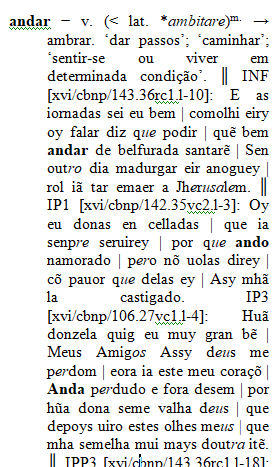 andar – v. (< lat. *ambitare)m. →
ambrar. ‘dar passos’; ‘caminhar’;
‘sentir-se ou viver em
determinada condição’. ║ INF
[xvi/cbnp/143.36rc1.l-10]: E as
iornadas sei eu bem | comolhi eiry
oy falar diz que podir | quẽ bem
andar de belfurada santarẽ | Sen
outro dia madurgar eir anoguey |
rol iã tar emaer a Jherusalem. ║
IP1 [xvi/cbnp/142.35vc2.l-3]: Oy
eu donas en celladas | que ia
senpre seruirey | por que ando
namorado | pero nõ uolas direy |
cõ pauor que delas ey | Asy mhã
la castigado. IP3
[xvi/cbnp/106.27vc1.l-4]: Huã
donzela quig eu muy gran bẽ |
Meus Amigos Assy deus me
perdom | eora ia este meu coraçõ |
Anda perdudo e fora desem | por
hũa dona seme valha deus | que
depoys uiro estes olhes meus | que
mha semelha mui mays doutra itẽ.
║ IPP3 [xvi/cbnp/104.16rc1.l-18]: